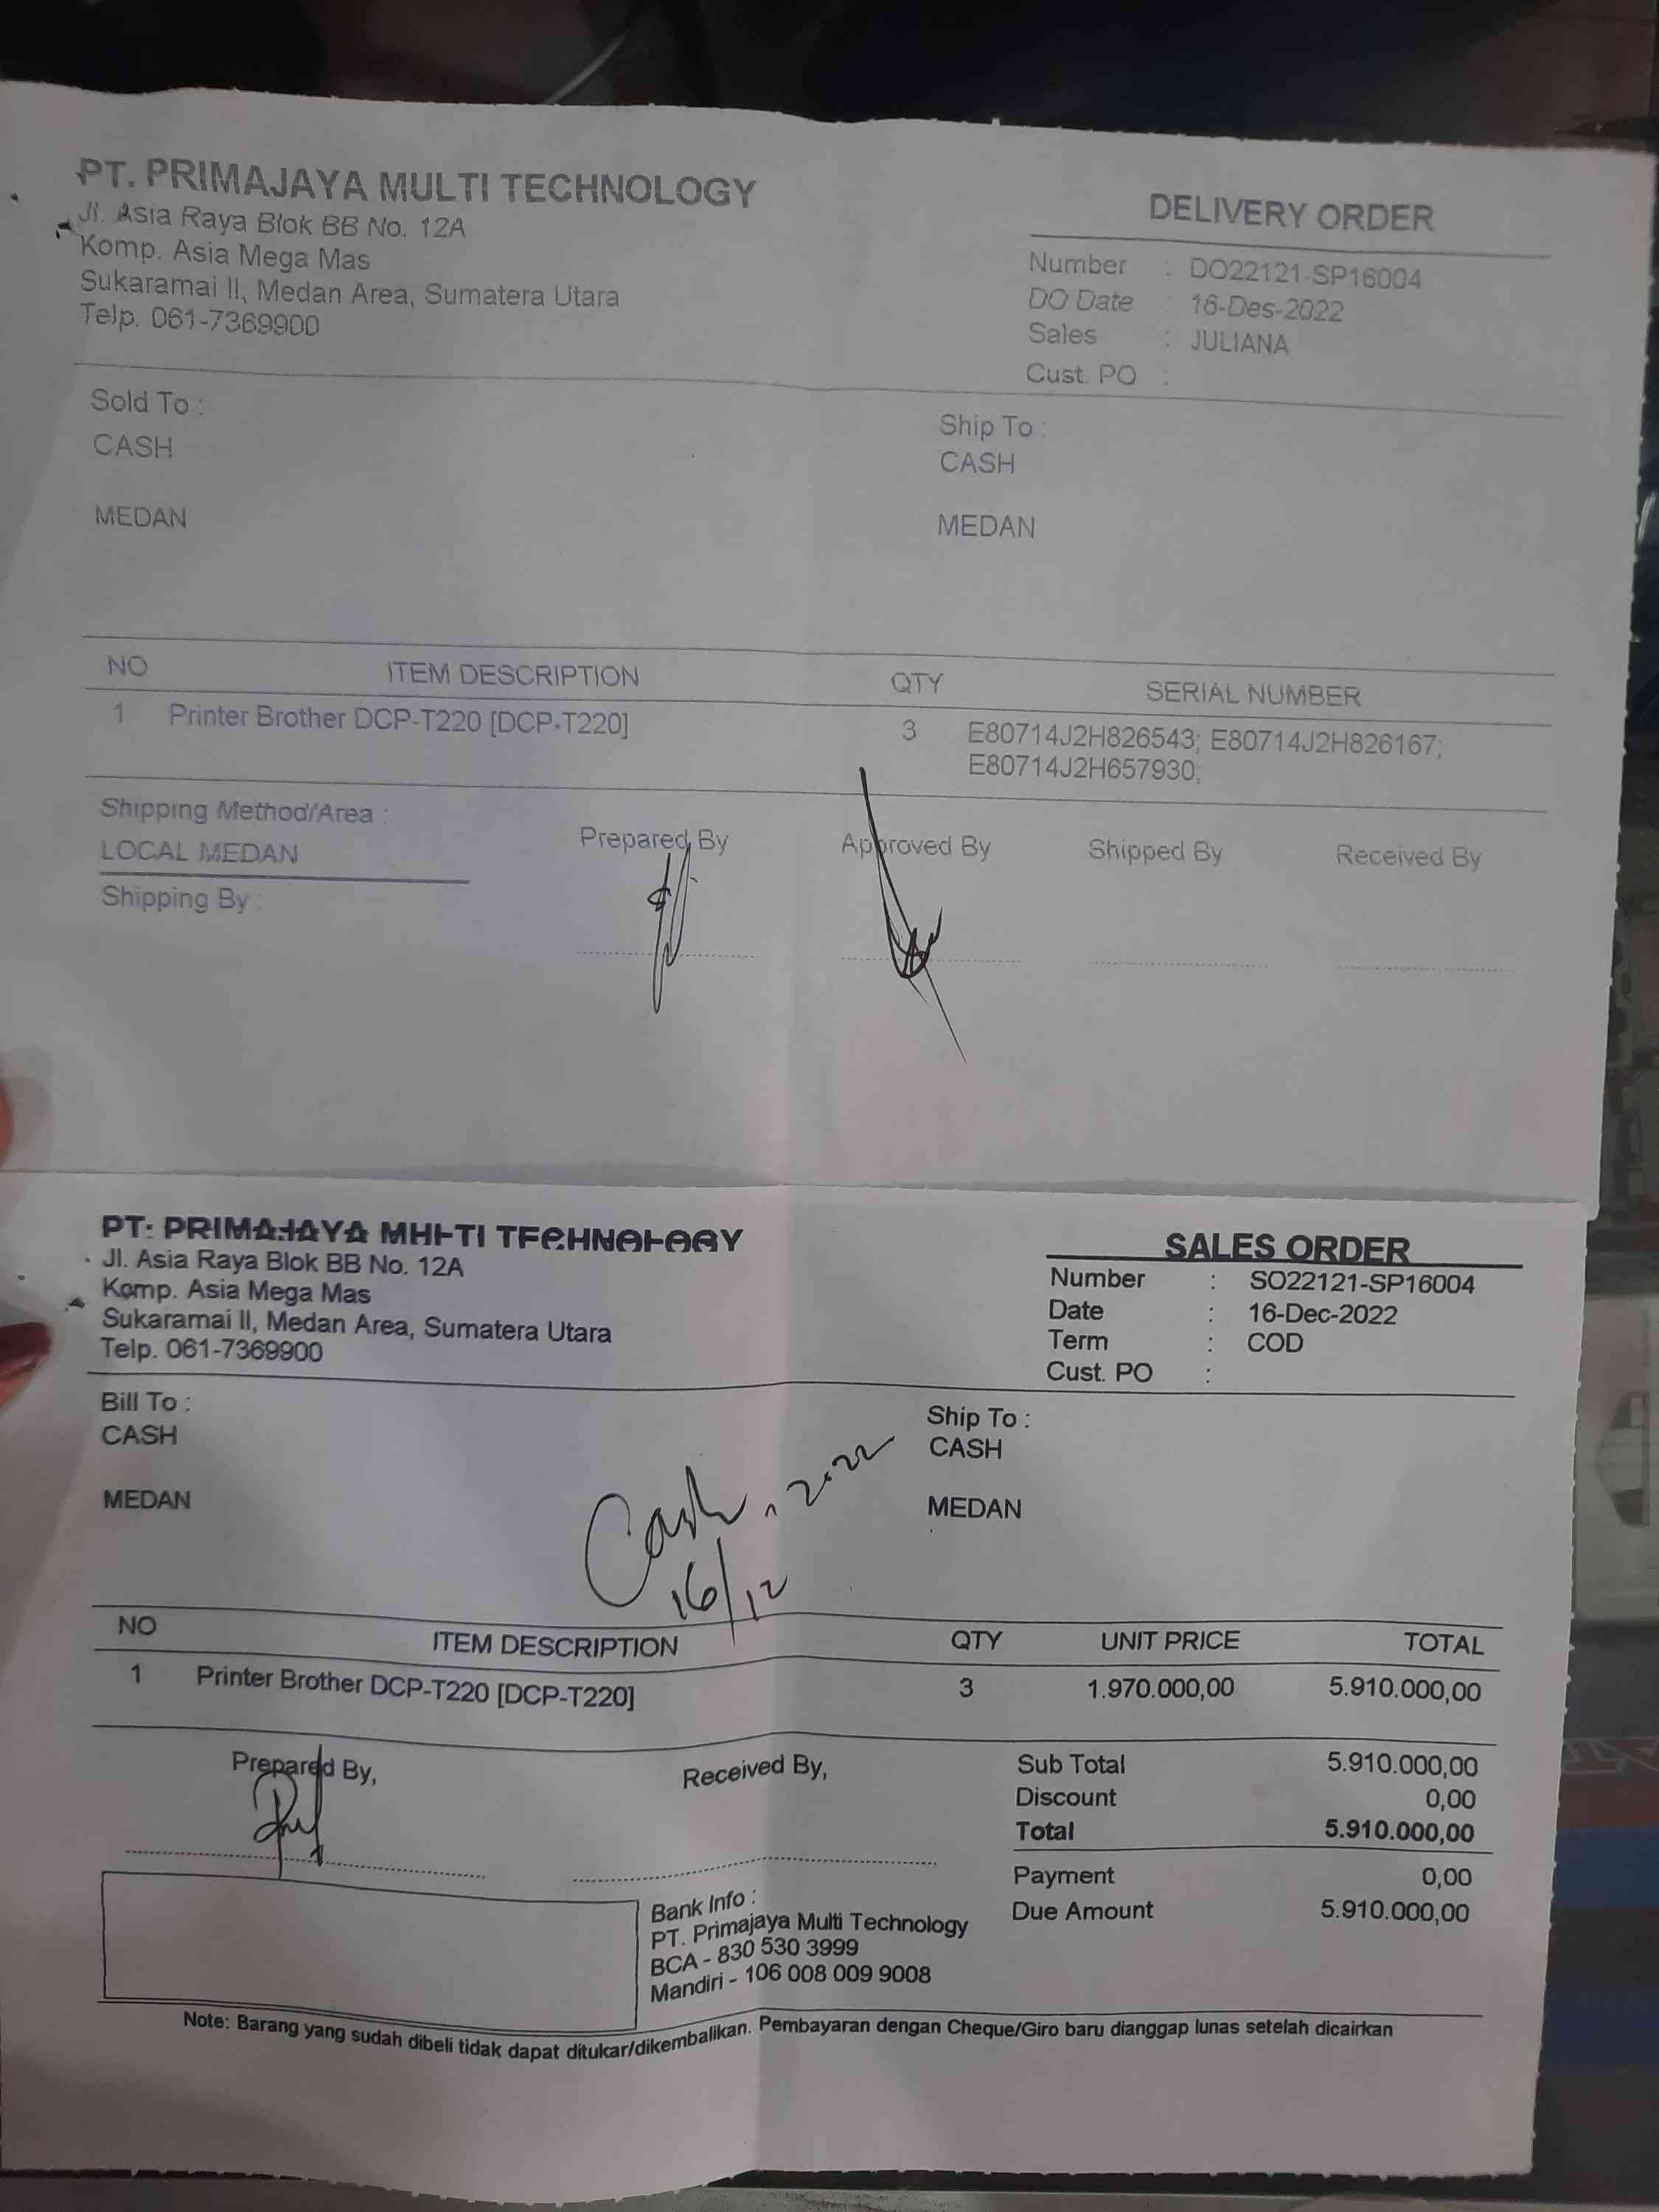 PT. PRIMAJAYA MULTI TECHNOLOGY
Jl. Asia Raya Blok BB No. 12A
Komp. Asia Mega Mas
Sukaramai II, Medan Area, Sumatera Utara
Telp. 061-7369900
DELIVERY ORDER
Number : DO22121-SP16004
DO Date : 16-Des-2022
Sales : JULIANA
Cust. PO :
Sold To :
CASH
MEDAN
Ship To :
CASH
MEDAN
NO ITEM DESCRIPTION QTY SERIAL NUMBER
1 Printer Brother DCP-T220 [DCP-T220] 3 E80714J2H826543; E80714J2H826167;
E80714J2H657930;
Shipping Method/Area :
LOCAL MEDAN
Shipping By :
Prepared By Approved By Shipped By Received By
PT. PRIMAJAYA MULTI TECHNOLOGY
Jl. Asia Raya Blok BB No. 12A
Komp. Asia Mega Mas
Sukaramai II, Medan Area, Sumatera Utara
Telp. 061-7369900
SALES ORDER
Number : SO22121-SP16004
Date : 16-Dec-2022
Term : COD
Cust. PO :
Bill To :
CASH
MEDAN
Ship To :
CASH
MEDAN
Cash, 2022
16/12
NO ITEM DESCRIPTION QTY UNIT PRICE TOTAL
1 Printer Brother DCP-T220 [DCP-T220] 3 1.970.000,00 5.910.000,00
Prepared By,
Received By,
Sub Total 5.910.000,00
Discount 0,00
Total 5.910.000,00
Payment 0,00
Due Amount 5.910.000,00
Bank Info :
PT. Primajaya Multi Technology
BCA - 830 530 3999
Mandiri - 106 008 009 9008
Note: Barang yang sudah dibeli tidak dapat ditukar/dikembalikan. Pembayaran dengan Cheque/Giro baru dianggap lunas setelah dicairkan